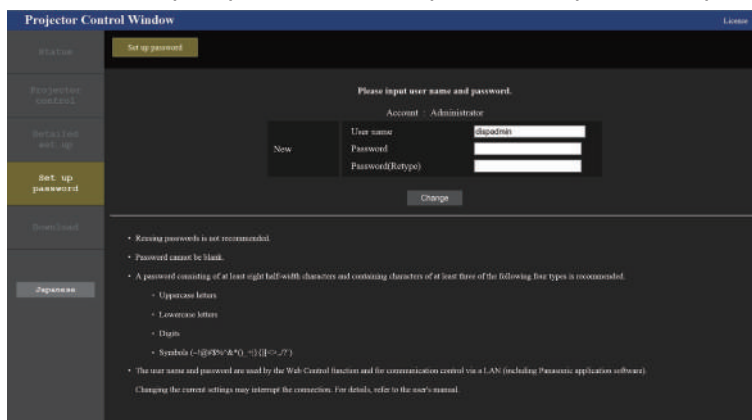 Projector Control Window
License
Status
Set up password
Projector
control
Detailed
set up
Set up
password
Download
Japanese
Please input user name and password.
Account : Administrator
New
User name
dispadmin
Password
Password(Retype)
Change
• Reusing passwords is not recommended.
• Password cannot be blank.
• A password consisting of at least eight half-width characters and containing characters of at least three of the following four types is recommended.
• Uppercase letters
• Lowercase letters
• Digits
• Symbols
• The user name and password are used by the Web Control function and for communication control via a LAN (including Panasonic application software).
Changing the current settings may interrupt the connection. For details, refer to the user's manual.